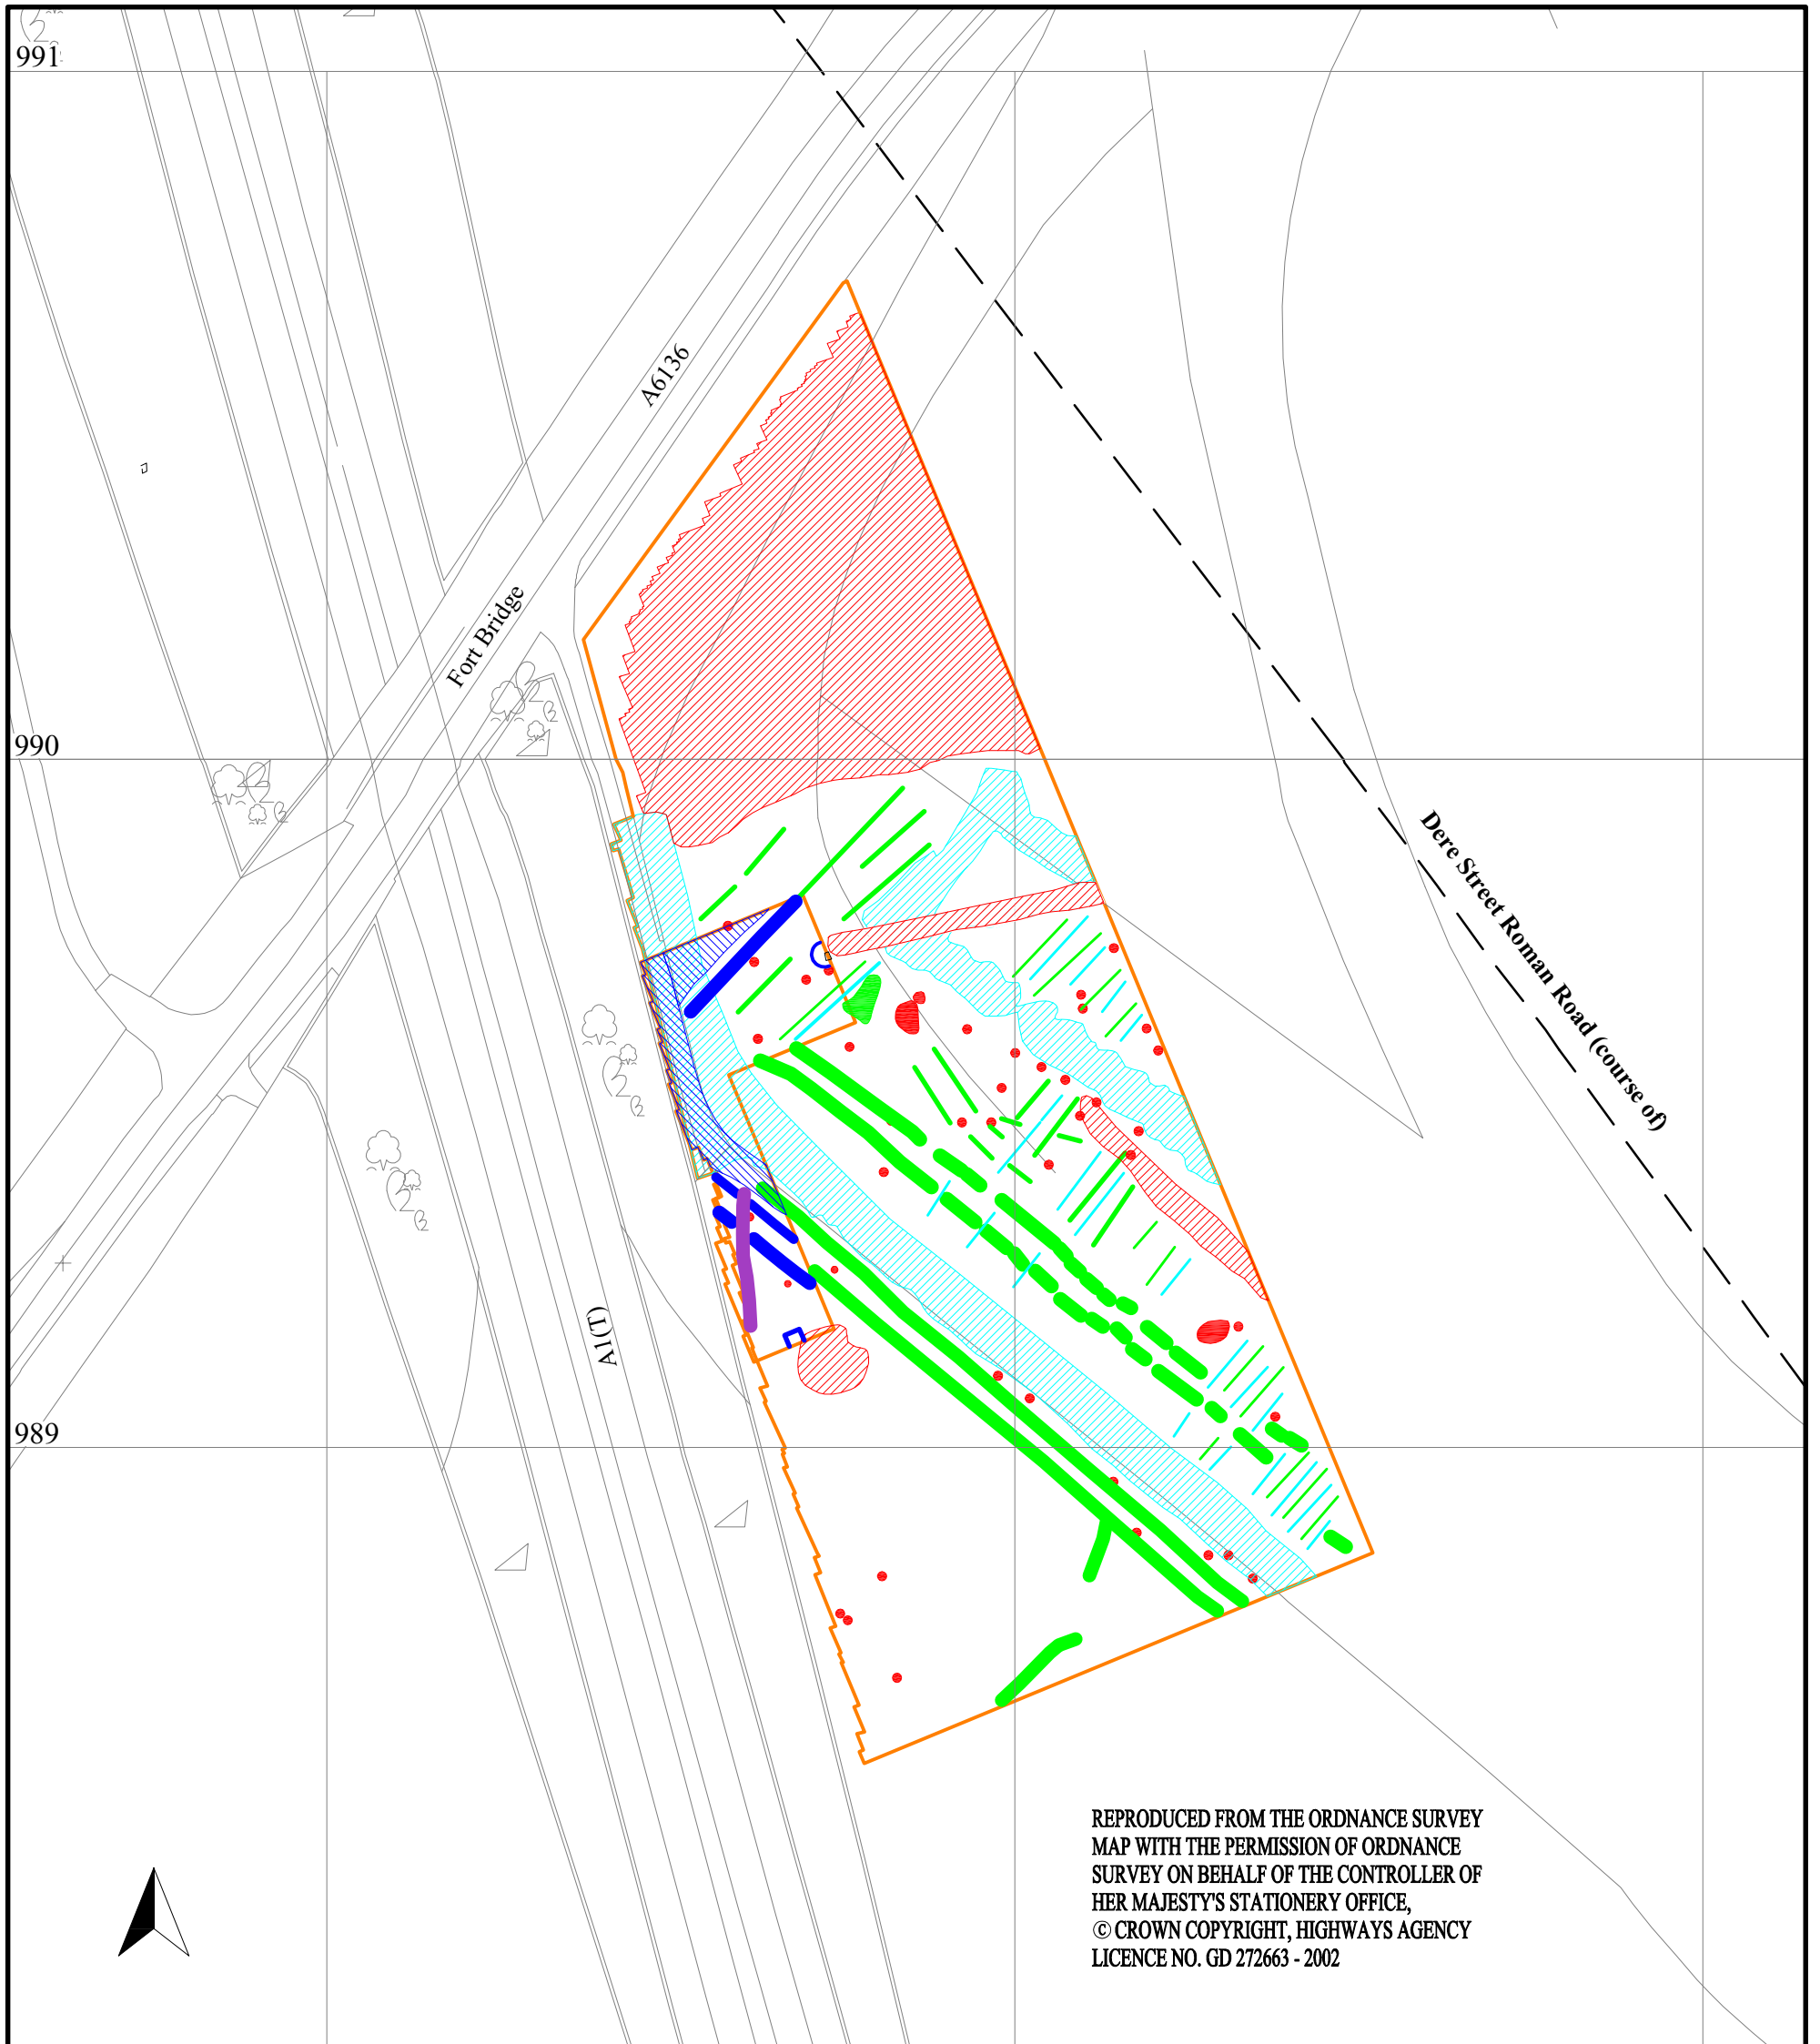 991
A6136
Fort Bridge
990
Dere Street Roman Road (course of)
A1(T)
989
REPRODUCED FROM THE ORDNANCE SURVEY
MAP WITH THE PERMISSION OF ORDNANCE
SURVEY ON BEHALF OF THE CONTROLLER OF
HER MAJESTY'S STATIONERY OFFICE,
© CROWN COPYRIGHT, HIGHWAYS AGENCY
LICENCE NO. GD 272663 - 2002